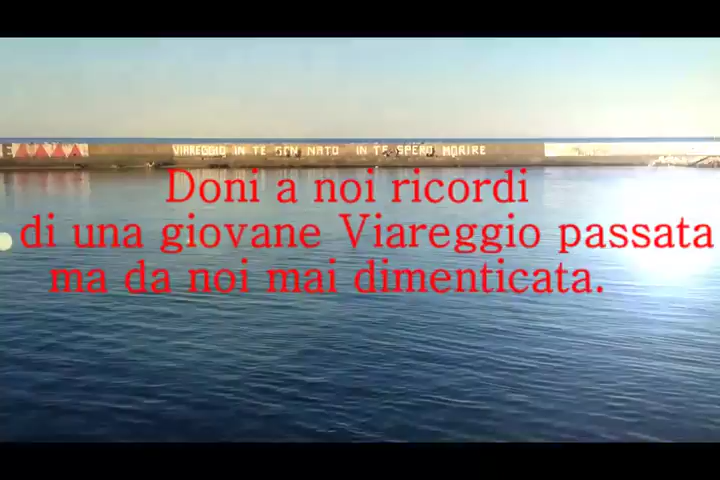 VIAREGGIO IN TE SON NATO IN TE SPERO MORIRE
Doni a noi ricordi
di una giovane Viareggio passata
ma da noi mai dimenticata.